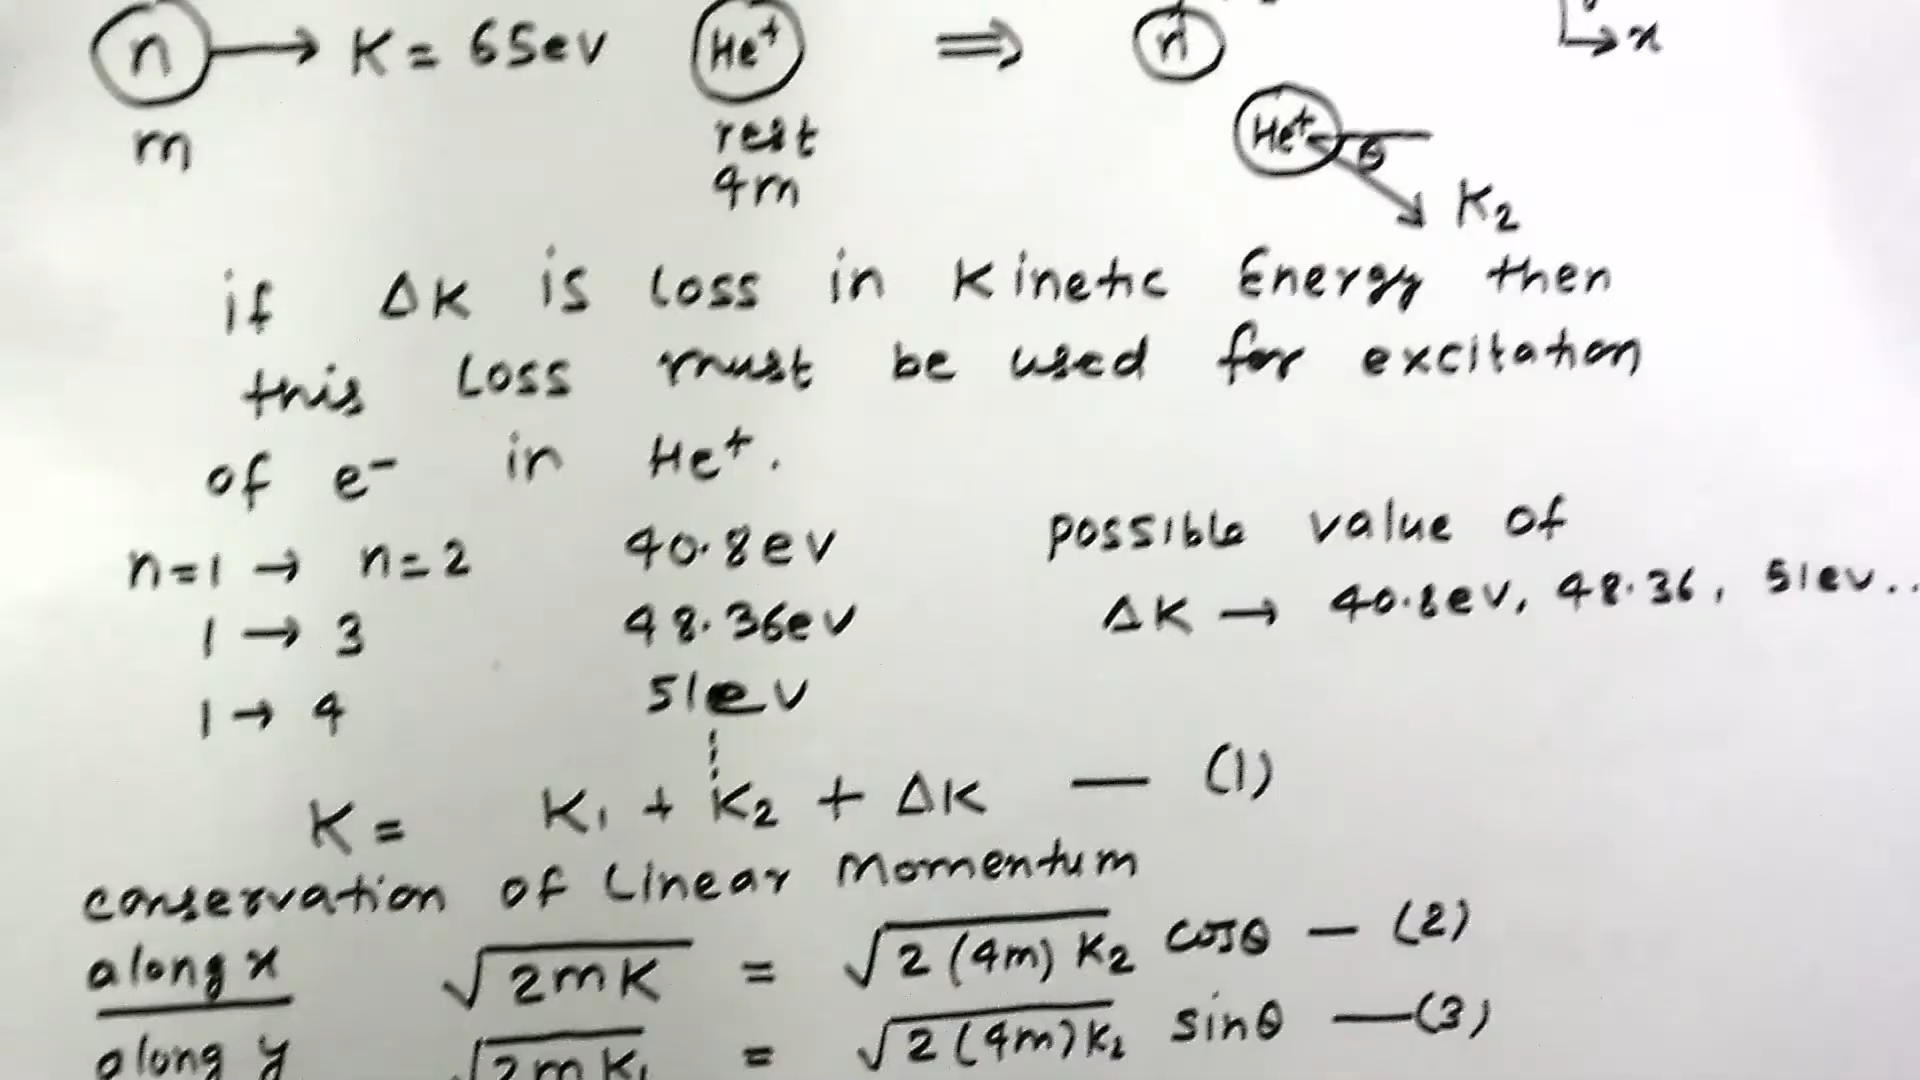 n → K = 65ev He+ ⇒ n x
m rest He+ θ
4m K2
if ΔK is loss in Kinetic Energy then
this Loss must be used for excitation
of e- in He+.
n=1 → n=2 40.8ev possible value of
1 → 3 48.36ev ΔK → 40.8ev, 48.36, 51ev..
1 → 4 51ev
K = K1 + K2 + ΔK — (1)
conservation of Linear Momentum
along x √2mK = √2(4m)K2 cosθ — (2)
along y √2mK1 = √2(4m)K2 sinθ — (3)